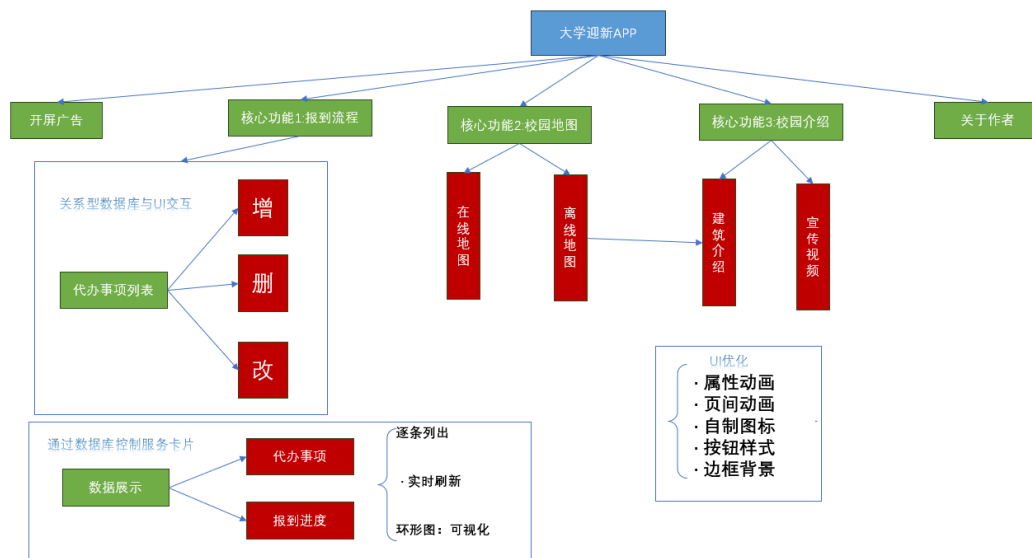 大学迎新APP
开屏广告
核心功能1:报到流程
核心功能2:校园地图
核心功能3:校园介绍
关于作者
关系型数据库与UI交互
代办事项列表
增
删
改
在线地图
离线地图
建筑介绍
宣传视频
通过数据库控制服务卡片
数据展示
代办事项
报到进度
逐条列出
·实时刷新
环形图：可视化
UI优化
·属性动画
·页间动画
·自制图标
·按钮样式
·边框背景